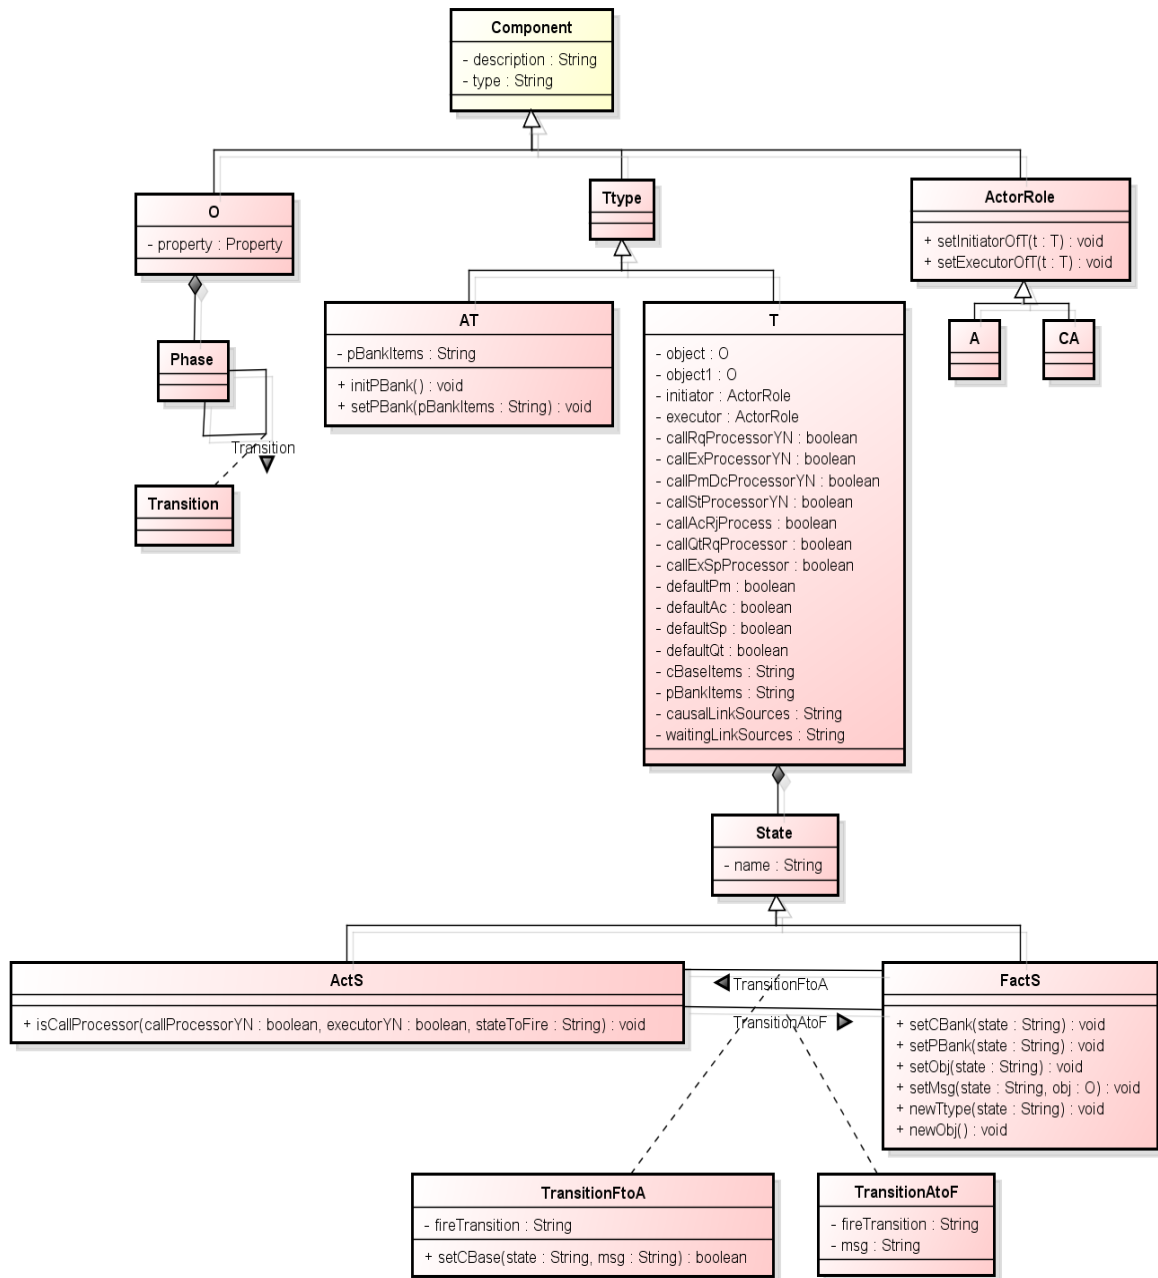 Component
- description : String
- type : String
O
- property : Property
Ttype
ActorRole
+ setInitiatorOfT(t : T) : void
+ setExecutorOfT(t : T) : void
AT
- pBankItems : String
+ initPBank() : void
+ setPBank(pBankItems : String) : void
T
- object : O
- object1 : O
- initiator : ActorRole
- executor : ActorRole
- callRqProcessorYN : boolean
- callExProcessorYN : boolean
- callPmDcProcessorYN : boolean
- callStProcessorYN : boolean
- callAcRjProcess : boolean
- callQtRqProcessor : boolean
- callExSpProcessor : boolean
- defaultPm : boolean
- defaultAc : boolean
- defaultSp : boolean
- defaultQt : boolean
- cBaseItems : String
- pBankItems : String
- causalLinkSources : String
- waitingLinkSources : String
A
CA
Phase
Transition
Transition
State
- name : String
ActS
+ isCallProcessor(callProcessorYN : boolean, executorYN : boolean, stateToFire : String) : void
TransitionFtoA
TransitionAtoF
FactS
+ setCBank(state : String) : void
+ setPBank(state : String) : void
+ setObj(state : String) : void
+ setMsg(state : String, obj : O) : void
+ newTtype(state : String) : void
+ newObj() : void
TransitionFtoA
- fireTransition : String
+ setCBase(state : String, msg : String) : boolean
TransitionAtoF
- fireTransition : String
- msg : String